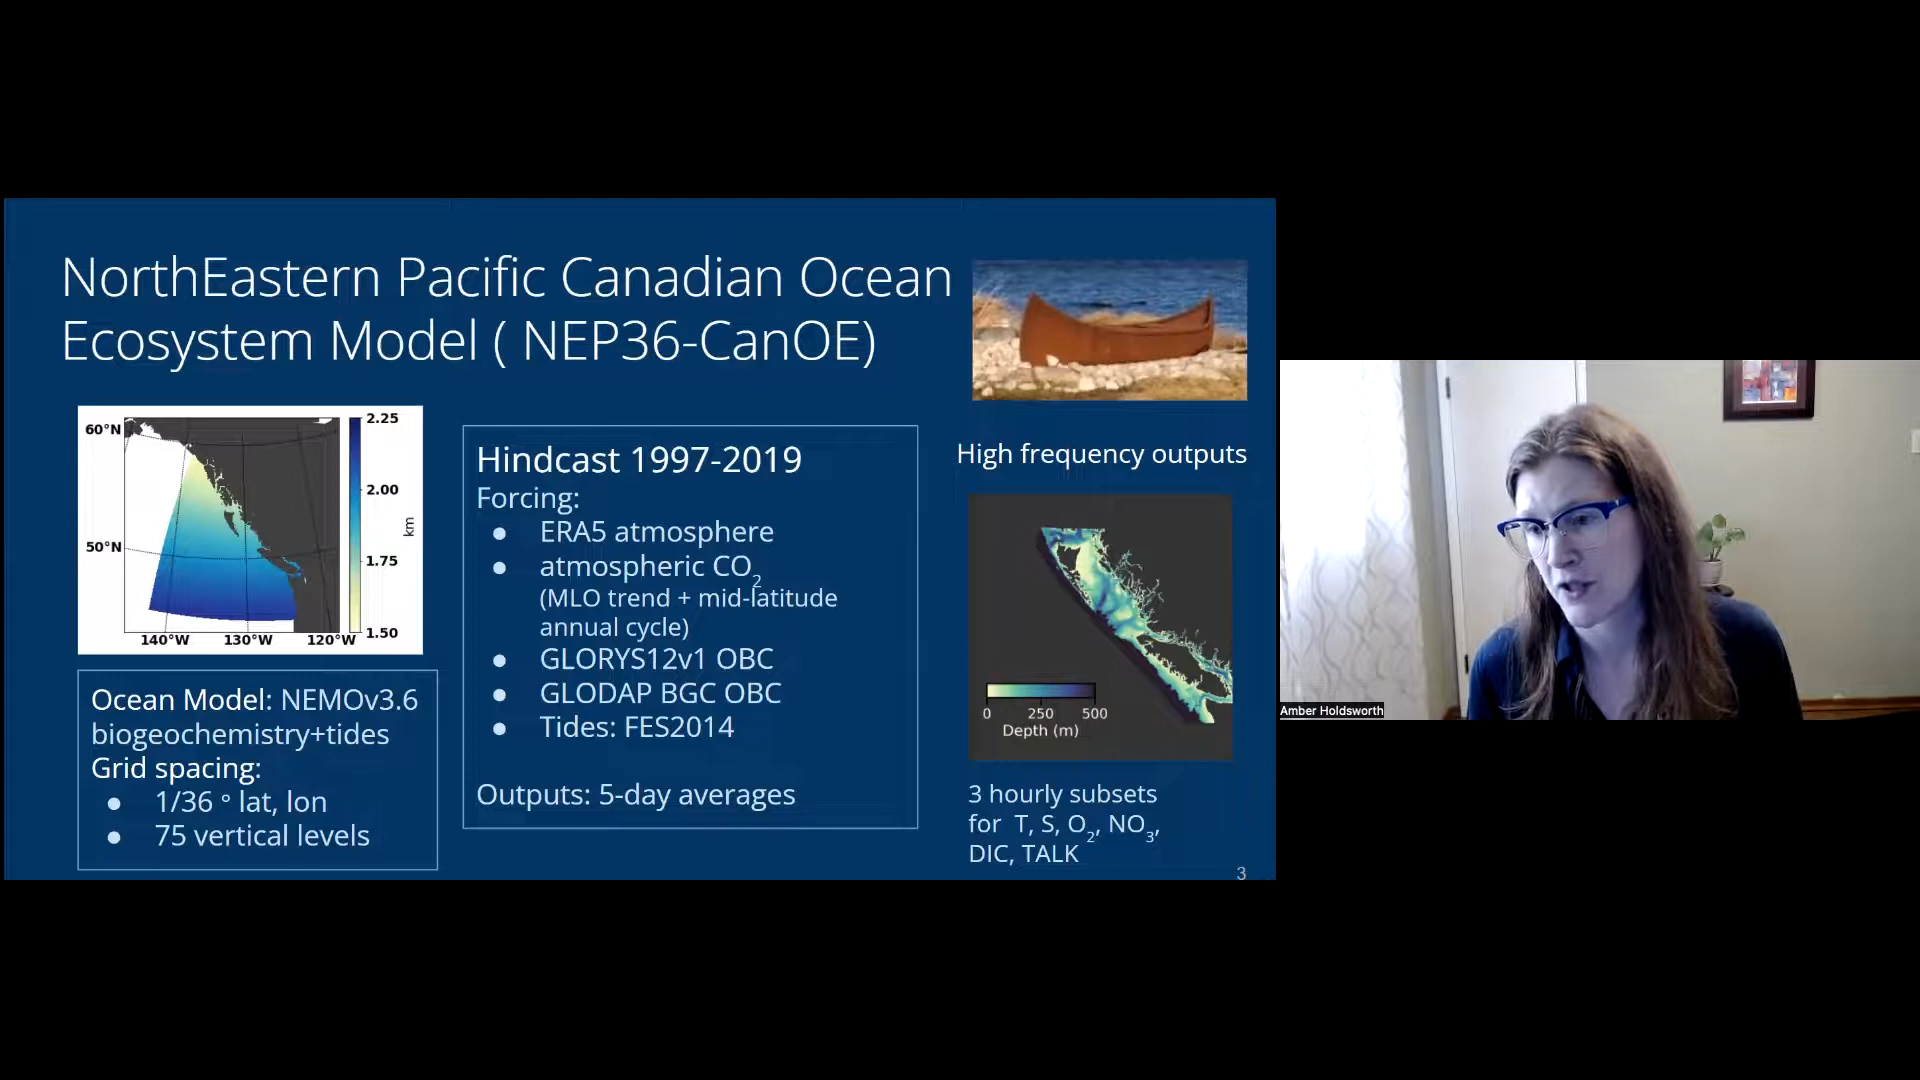 NorthEastern Pacific Canadian Ocean
Ecosystem Model ( NEP36-CanOE)
60°N
50°N
140°W 130°W 120°W
2.25
2.00
1.75
1.50
km
Ocean Model: NEMOv3.6
biogeochemistry+tides
Grid spacing:
● 1/36 ° lat, lon
● 75 vertical levels
Hindcast 1997-2019
Forcing:
● ERA5 atmosphere
● atmospheric CO2
(MLO trend + mid-latitude
annual cycle)
● GLORYS12v1 OBC
● GLODAP BGC OBC
● Tides: FES2014
Outputs: 5-day averages
High frequency outputs
0 250 500
Depth (m)
3 hourly subsets
for T, S, O2, NO3,
DIC, TALK
3
Amber Holdsworth